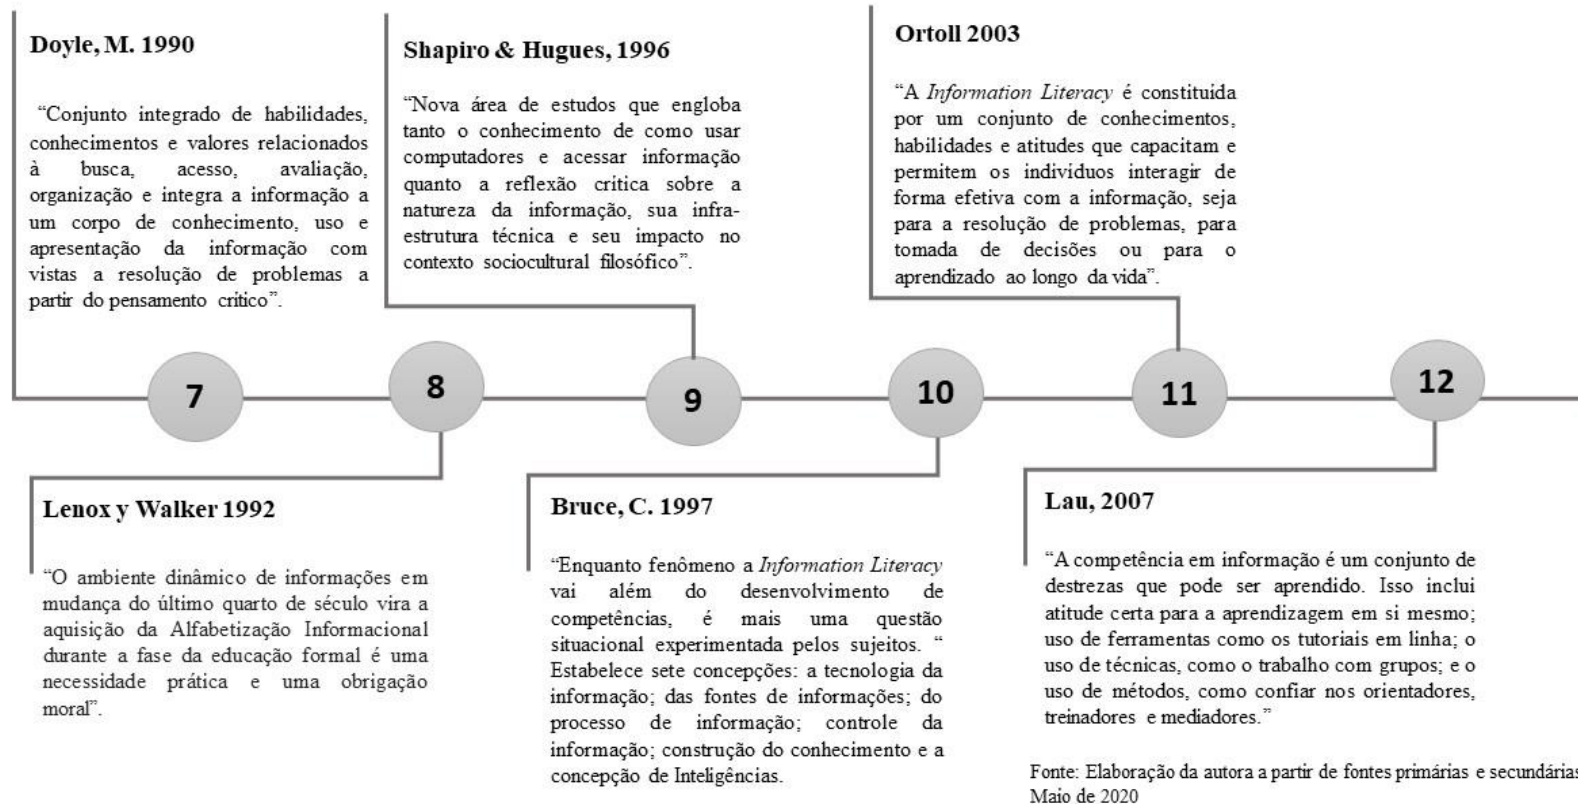 Doyle, M. 1990
“Conjunto integrado de habilidades,
conhecimentos e valores relacionados
à busca, acesso, avaliação,
organização e integra a informação a
um corpo de conhecimento, uso e
apresentação da informação com
vistas a resolução de problemas a
partir do pensamento critico”.
Shapiro & Hugues, 1996
“Nova área de estudos que engloba
tanto o conhecimento de como usar
computadores e acessar informação
quanto a reflexão critica sobre a
natureza da informação, sua infra-
estrutura técnica e seu impacto no
contexto sociocultural filosófico”.
Ortoll 2003
“A Information Literacy é constituida
por um conjunto de conhecimentos,
habilidades e atitudes que capacitam e
permitem os individuos interagir de
forma efetiva com a informação, seja
para a resolução de problemas, para
tomada de decisões ou para o
aprendizado ao longo da vida”.
7
8
9
10
11
12
Lenox y Walker 1992
“O ambiente dinâmico de informações em
mudança do último quarto de século vira a
aquisição da Alfabetização Informacional
durante a fase da educação formal é uma
necessidade prática e uma obrigação
moral”.
Bruce, C. 1997
“Enquanto fenômeno a Information Literacy
vai além do desenvolvimento de
competências, é mais uma questão
situacional experimentada pelos sujeitos. “
Estabelece sete concepções: a tecnologia da
informação; das fontes de informações; do
processo de informação; controle da
informação; construção do conhecimento e a
concepção de Inteligências.
Lau, 2007
“A competência em informação é um conjunto de
destrezas que pode ser aprendido. Isso inclui
atitude certa para a aprendizagem em si mesmo;
uso de ferramentas como os tutoriais em linha; o
uso de técnicas, como o trabalho com grupos; e o
uso de métodos, como confiar nos orientadores,
treinadores e mediadores.”
Fonte: Elaboração da autora a partir de fontes primárias e secundárias
Maio de 2020